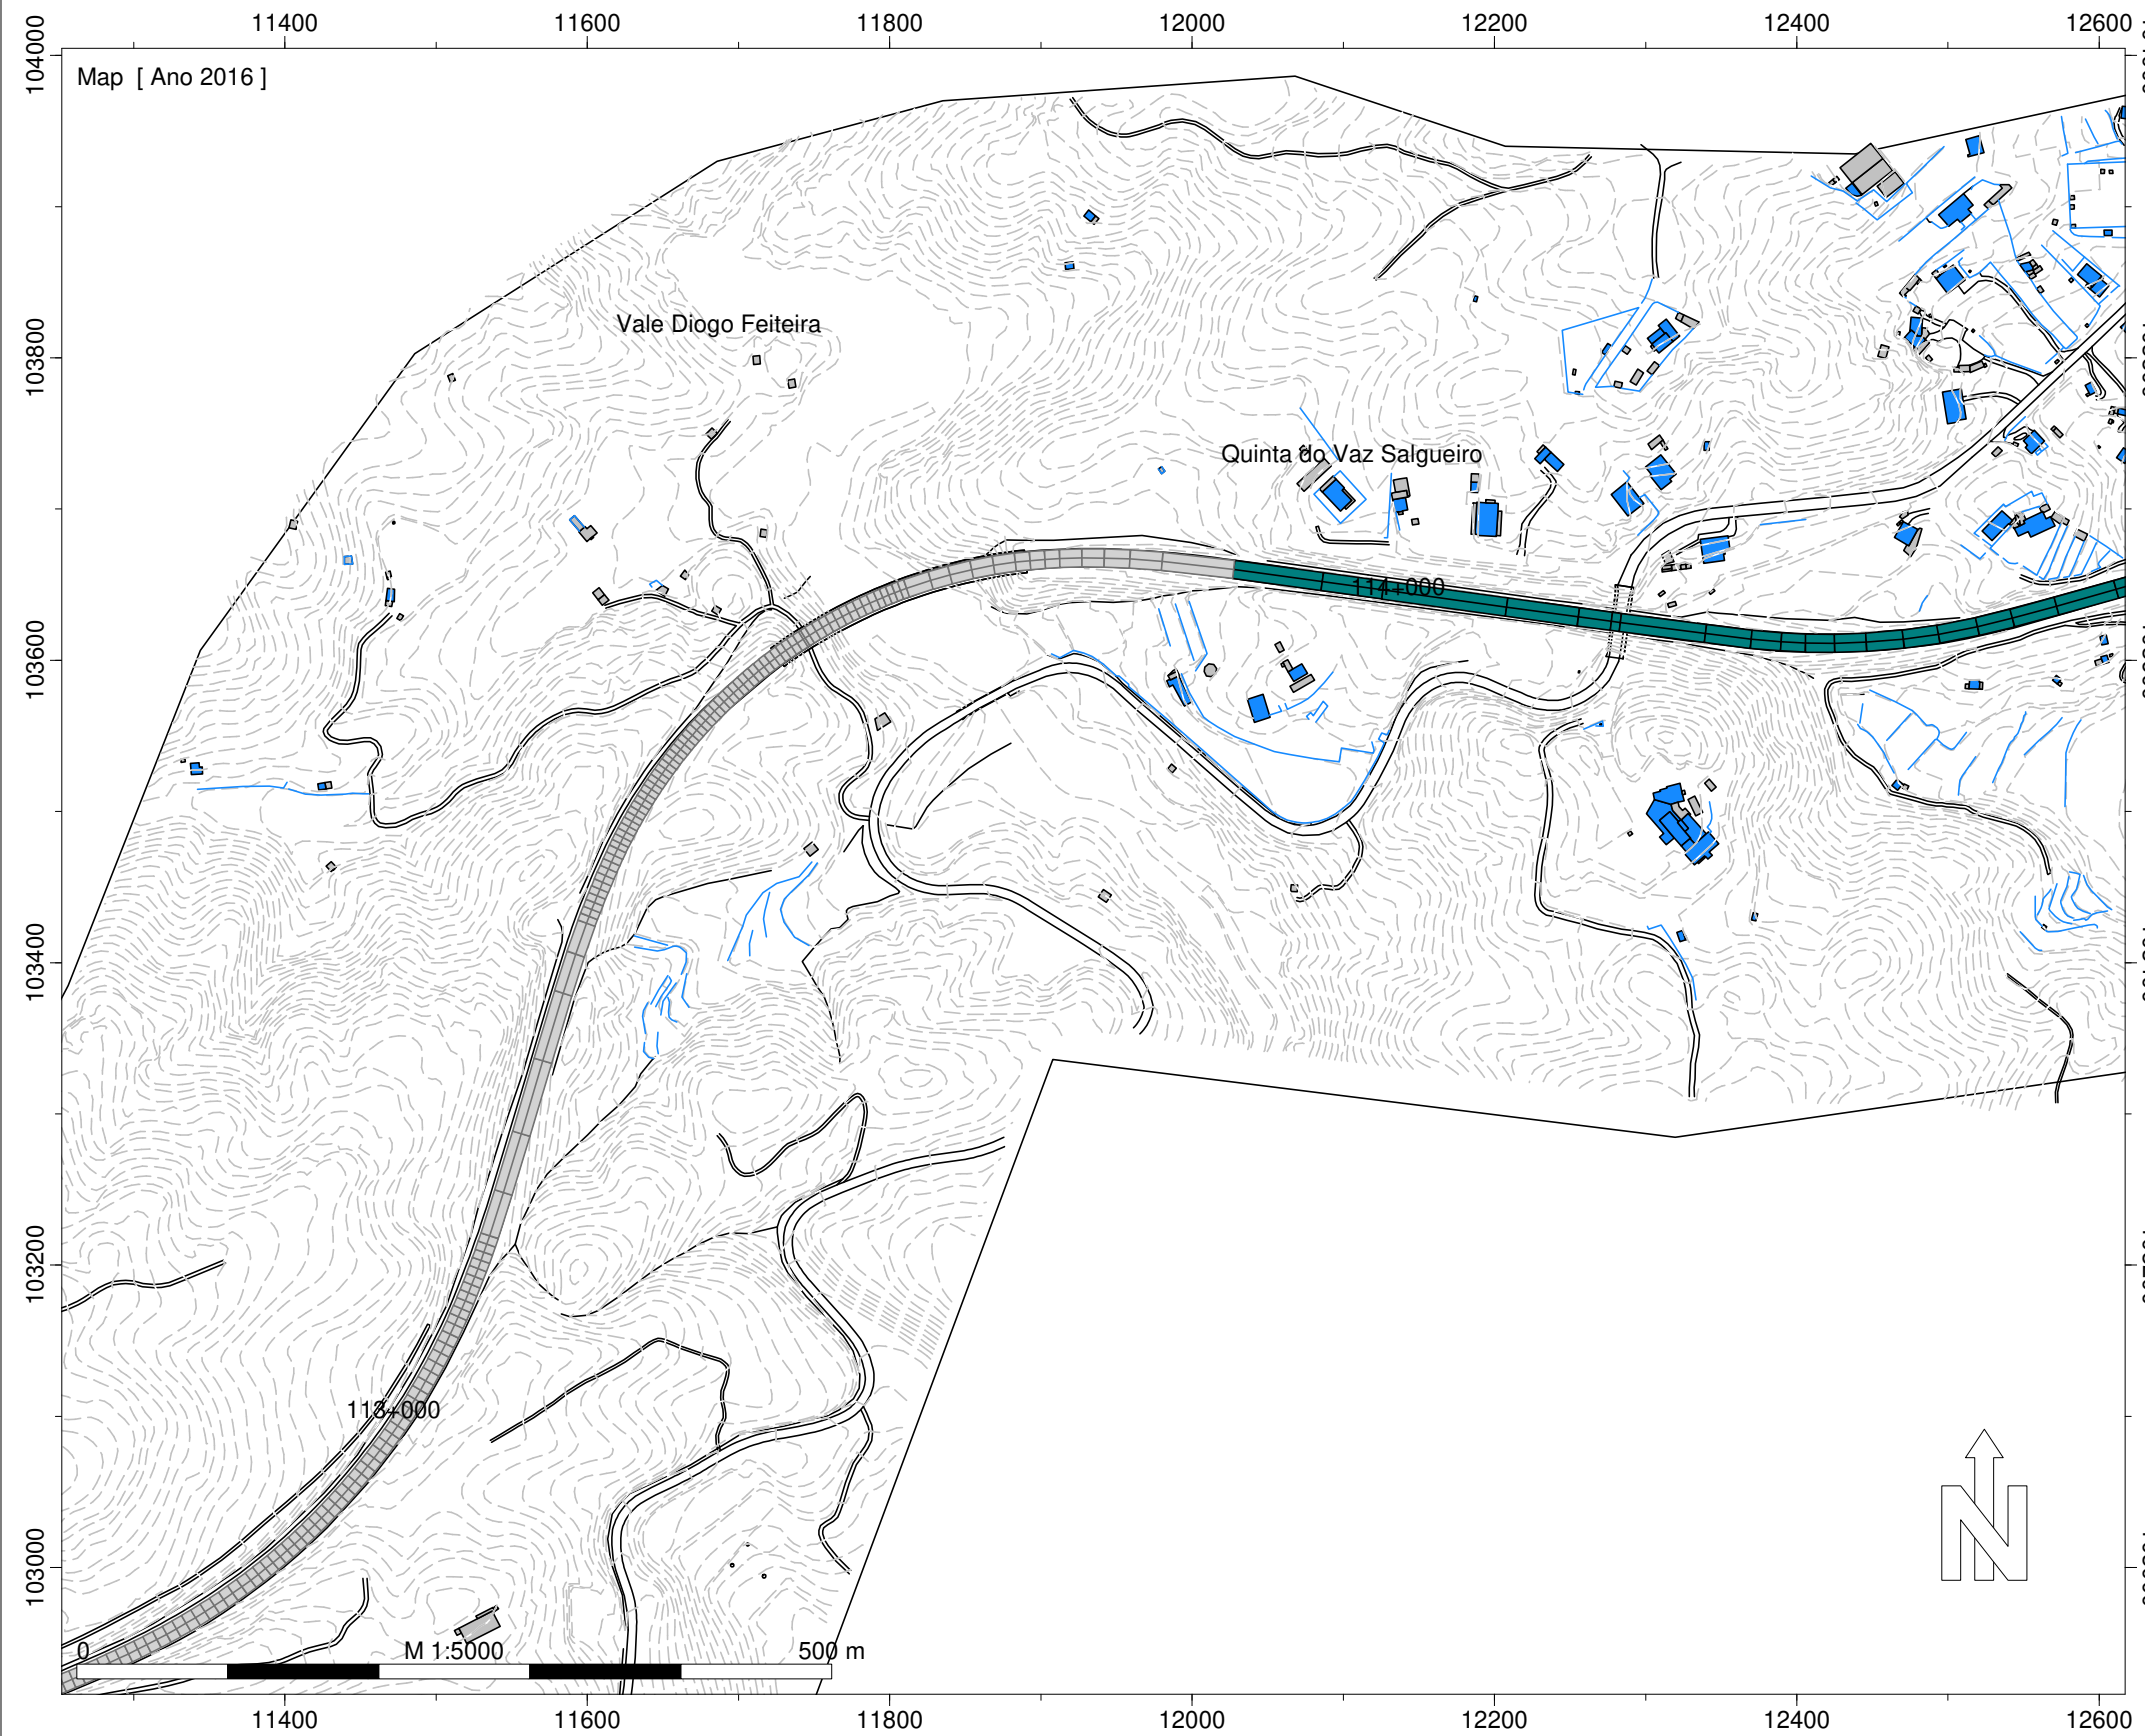 11400 11600 11800 12000 12200 12400 12600
104000
Map [ Ano 2016 ]
Vale Diogo Feiteira
103800
Quinta do Vaz Salgueiro
114+000
103600
103400
103200
113+000
103000
0 M 1:5000 500 m
N
11400 11600 11800 12000 12200 12400 12600